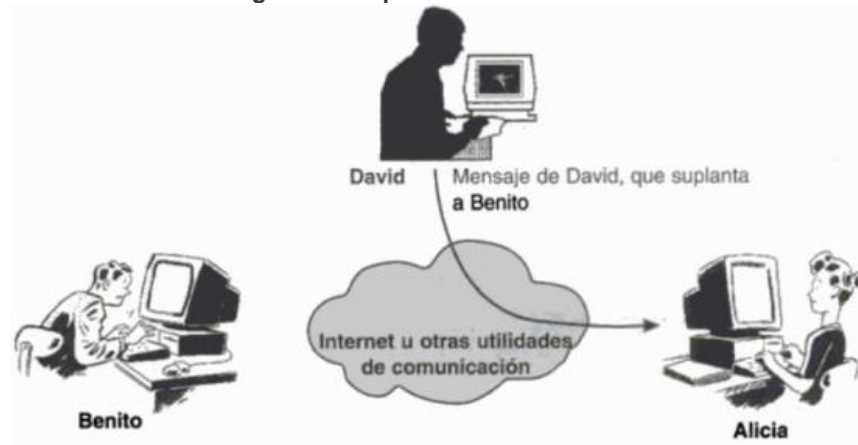 David
Mensaje de David, que suplanta
a Benito
Internet u otras utilidades
de comunicación
Benito
Alicia